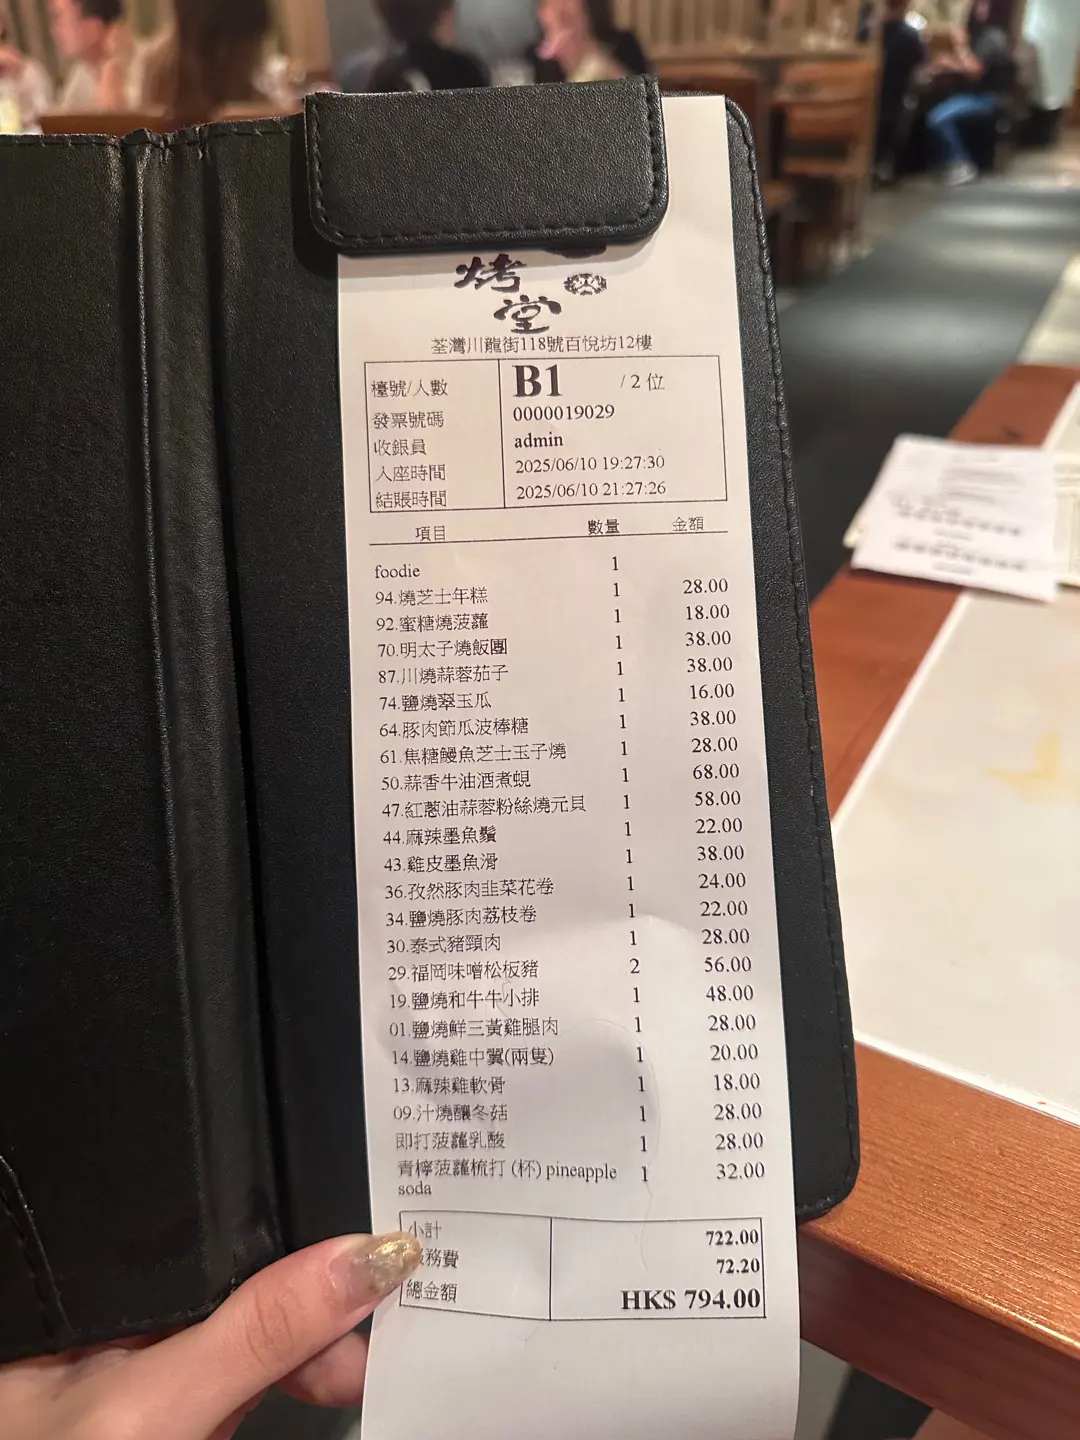 烤
堂
荃灣川龍街118號百悅坊12樓
檯號/人數 B1 / 2 位
發票號碼 0000019029
收銀員 admin
入座時間 2025/06/10 19:27:30
結賬時間 2025/06/10 21:27:26
項目 數量 金額
foodie 1
94.燒芝士年糕 1 28.00
92.蜜糖燒菠蘿 1 18.00
70.明太子燒飯團 1 38.00
87.川燒蒜蓉茄子 1 38.00
74.鹽燒翠玉瓜 1 16.00
64.豚肉節瓜波棒糖 1 38.00
61.焦糖鰻魚芝士玉子燒 1 28.00
50.蒜香牛油酒煮蜆 1 68.00
47.紅蔥油蒜蓉粉絲燒元貝 1 58.00
44.麻辣墨魚鬚 1 22.00
43.雞皮墨魚滑 1 38.00
36.孜然豚肉韭菜花卷 1 24.00
34.鹽燒豚肉荔枝卷 1 22.00
30.泰式豬頸肉 1 28.00
29.福岡味噌松板豬 2 56.00
19.鹽燒和牛牛小排 1 48.00
01.鹽燒鮮三黃雞腿肉 1 28.00
14.鹽燒雞中翼(兩隻) 1 20.00
13.麻辣雞軟骨 1 18.00
09.汁燒釀冬菇 1 28.00
即打菠蘿乳酸 1 28.00
青檸菠蘿梳打 (杯) pineapple 1 32.00
soda
小計 722.00
務費 72.20
總金額 HK$ 794.00